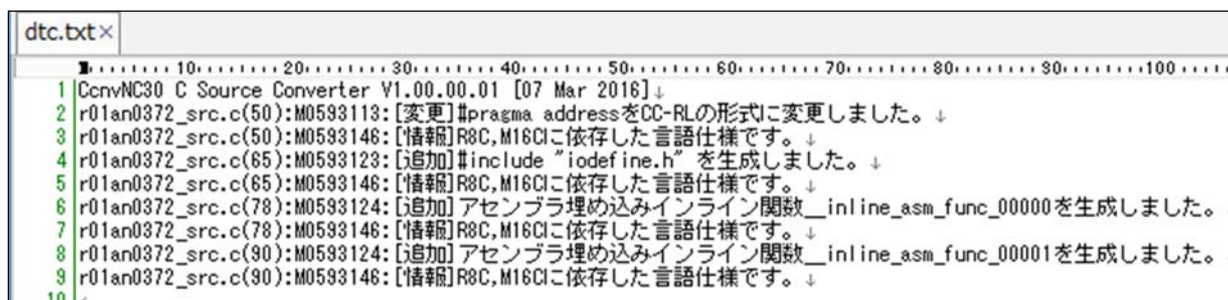 dtc.txt×
10 20 30 40 50 60 70 80 90 100
1 CcnvNC30 C Source Converter V1.00.00.01 [07 Mar 2016]↓
2 r01an0372_src.c(50):M0593113:[変更]#pragma addressをCC-RLの形式に変更しました。↓
3 r01an0372_src.c(50):M0593146:[情報]R8C,M16Cに依存した言語仕様です。↓
4 r01an0372_src.c(65):M0593123:[追加]#include "iodefine.h" を生成しました。↓
5 r01an0372_src.c(65):M0593146:[情報]R8C,M16Cに依存した言語仕様です。↓
6 r01an0372_src.c(78):M0593124:[追加]アセンブラ埋め込みインライン関数__inline_asm_func_00000を生成しました。
7 r01an0372_src.c(78):M0593146:[情報]R8C,M16Cに依存した言語仕様です。↓
8 r01an0372_src.c(90):M0593124:[追加]アセンブラ埋め込みインライン関数__inline_asm_func_00001を生成しました。
9 r01an0372_src.c(90):M0593146:[情報]R8C,M16Cに依存した言語仕様です。↓
10